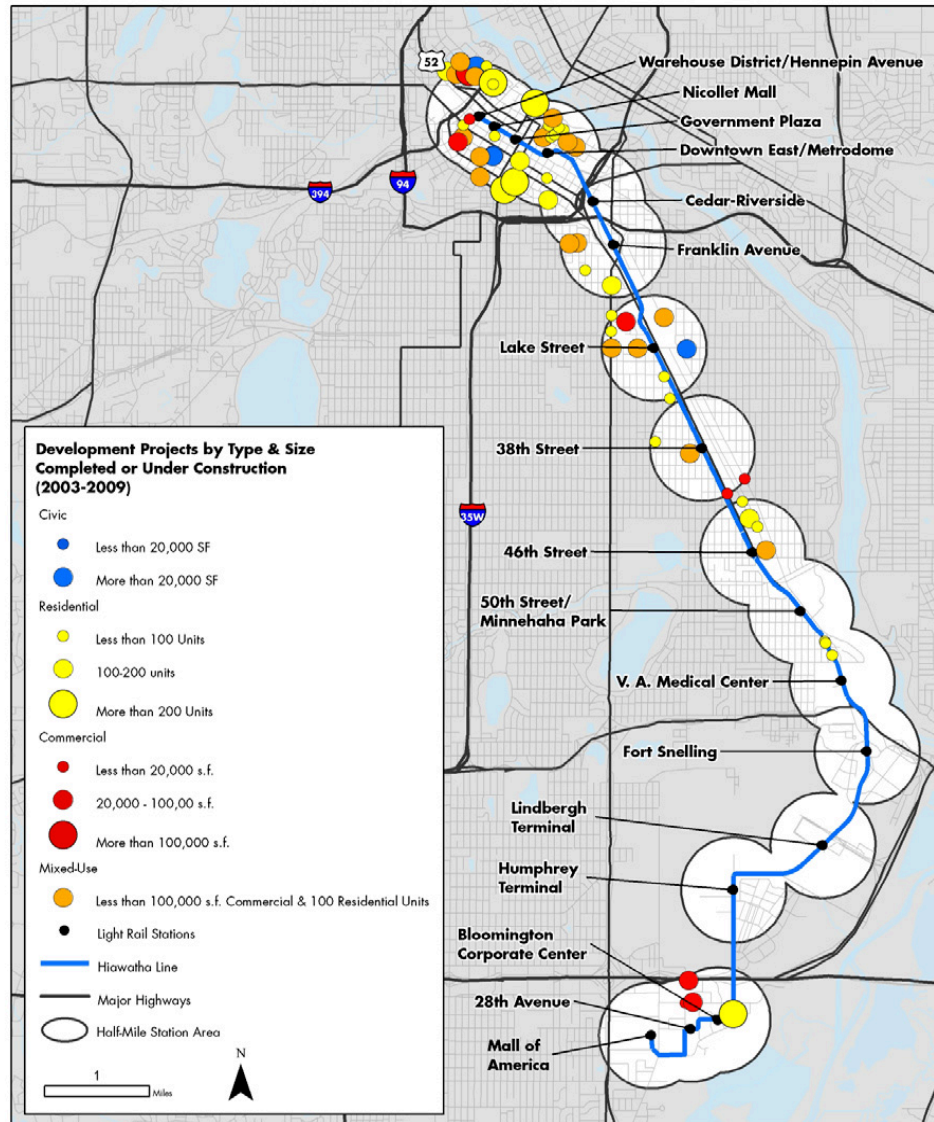 52
Warehouse District/Hennepin Avenue
Nicollet Mall
Government Plaza
Downtown East/Metrodome
394
94
Cedar-Riverside
Franklin Avenue
Lake Street
38th Street
35W
46th Street
50th Street/
Minnehaha Park
V. A. Medical Center
Fort Snelling
Lindbergh
Terminal
Humphrey
Terminal
Bloomington
Corporate Center
28th Avenue
Mall of
America
Development Projects by Type & Size
Completed or Under Construction
(2003-2009)
Civic
Less than 20,000 SF
More than 20,000 SF
Residential
Less than 100 Units
100-200 units
More than 200 Units
Commercial
Less than 20,000 s.f.
20,000 - 100,00 s.f.
More than 100,000 s.f.
Mixed-Use
Less than 100,000 s.f. Commercial & 100 Residential Units
Light Rail Stations
Hiawatha Line
Major Highways
Half-Mile Station Area
1
Miles
N